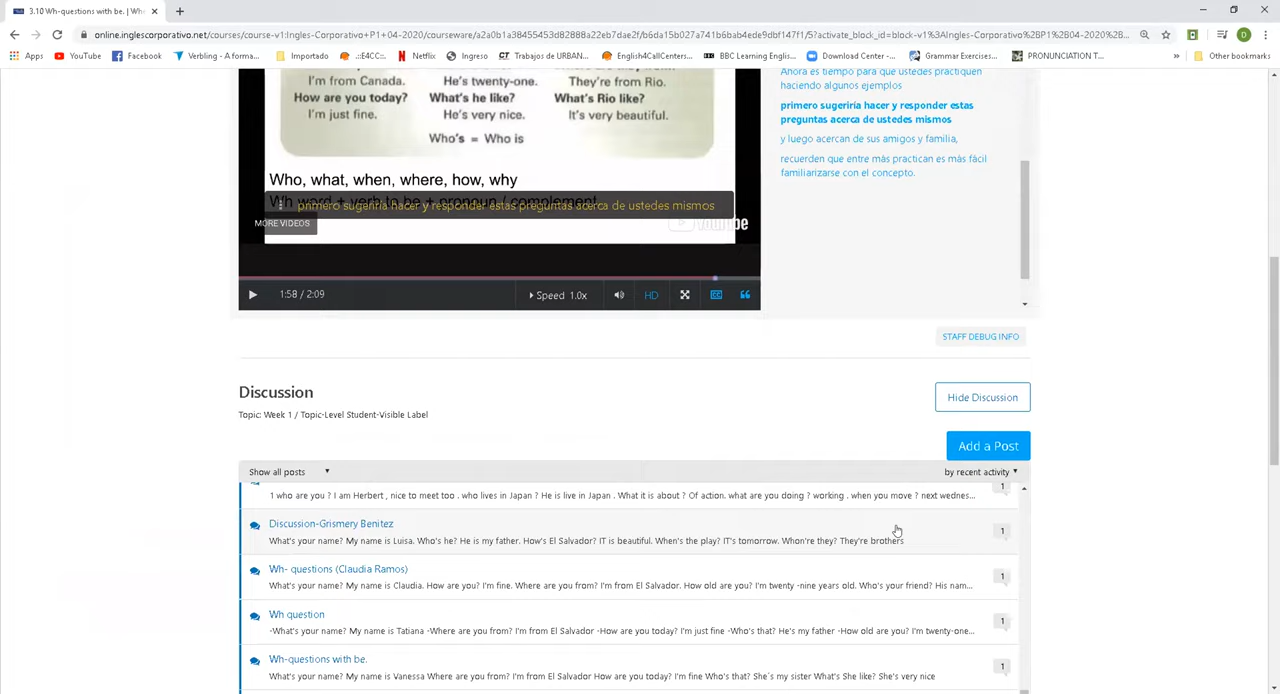 3.10 Wh-questions with be. | Wh
online.inglescorporativo.net/courses/course-v1:Ingles-Corporativo+P1+04-2020/courseware/a2a0b1a38455453d82888a22eb7dae2f/b6da15b027a741b6bab4ede9dbf147f1/5?activate_block_id=block-v1%3AIngles-Corporativo%2BP1%2B04-2020%2B...
Apps YouTube Facebook Verbling - A forma... Importado .::E4CC::. Netflix Ingreso Trabajos de URBAN... English4CallCenters... BBC Learning Englis... Download Center -... Grammar Exercises... PRONUNCIATION T... » Other bookmarks
I'm from Canada. He's twenty-one. They're from Rio.
How are you today? What's he like? What's Rio like?
I'm just fine. He's very nice. It's very beautiful.
Who's = Who is
Who, what, when, where, how, why
Wh word + verb to be + pronoun / complement
primero sugeriría hacer y responder estas preguntas acerca de ustedes mismos
MORE VIDEOS
YouTube
1:58 / 2:09 Speed 1.0x HD CC
Ahora es tiempo para que ustedes practiquen
haciendo algunos ejemplos
primero sugeriría hacer y responder estas
preguntas acerca de ustedes mismos
y luego acercan de sus amigos y familia,
recuerden que entre más practican es más fácil
familiarizarse con el concepto.
STAFF DEBUG INFO
Discussion
Hide Discussion
Topic: Week 1 / Topic-Level Student-Visible Label
Add a Post
Show all posts
by recent activity
1 who are you ? I am Herbert , nice to meet too . who lives in Japan ? He is live in Japan . What it is about ? Of action. what are you doing ? working . when you move ? next wednes... 1
Discussion-Grismery Benitez
What's your name? My name is Luisa. Who's he? He is my father. How's El Salvador? IT is beautiful. When's the play? IT's tomorrow. Whon're they? They're brothers 1
Wh- questions (Claudia Ramos)
What's your name? My name is Claudia. How are you? I'm fine. Where are you from? I'm from El Salvador. How old are you? I'm twenty -nine years old. Who's your friend? His nam... 1
Wh question
-What's your name? My name is Tatiana -Where are you from? I'm from El Salvador -How are you today? I'm just fine -Who's that? He's my father -How old are you? I'm twenty-one... 1
Wh-questions with be.
What's your name? My name is Vanessa Where are you from? I'm from El Salvador How are you today? I'm fine Who's that? She´s my sister What's She like? She's very nice 1